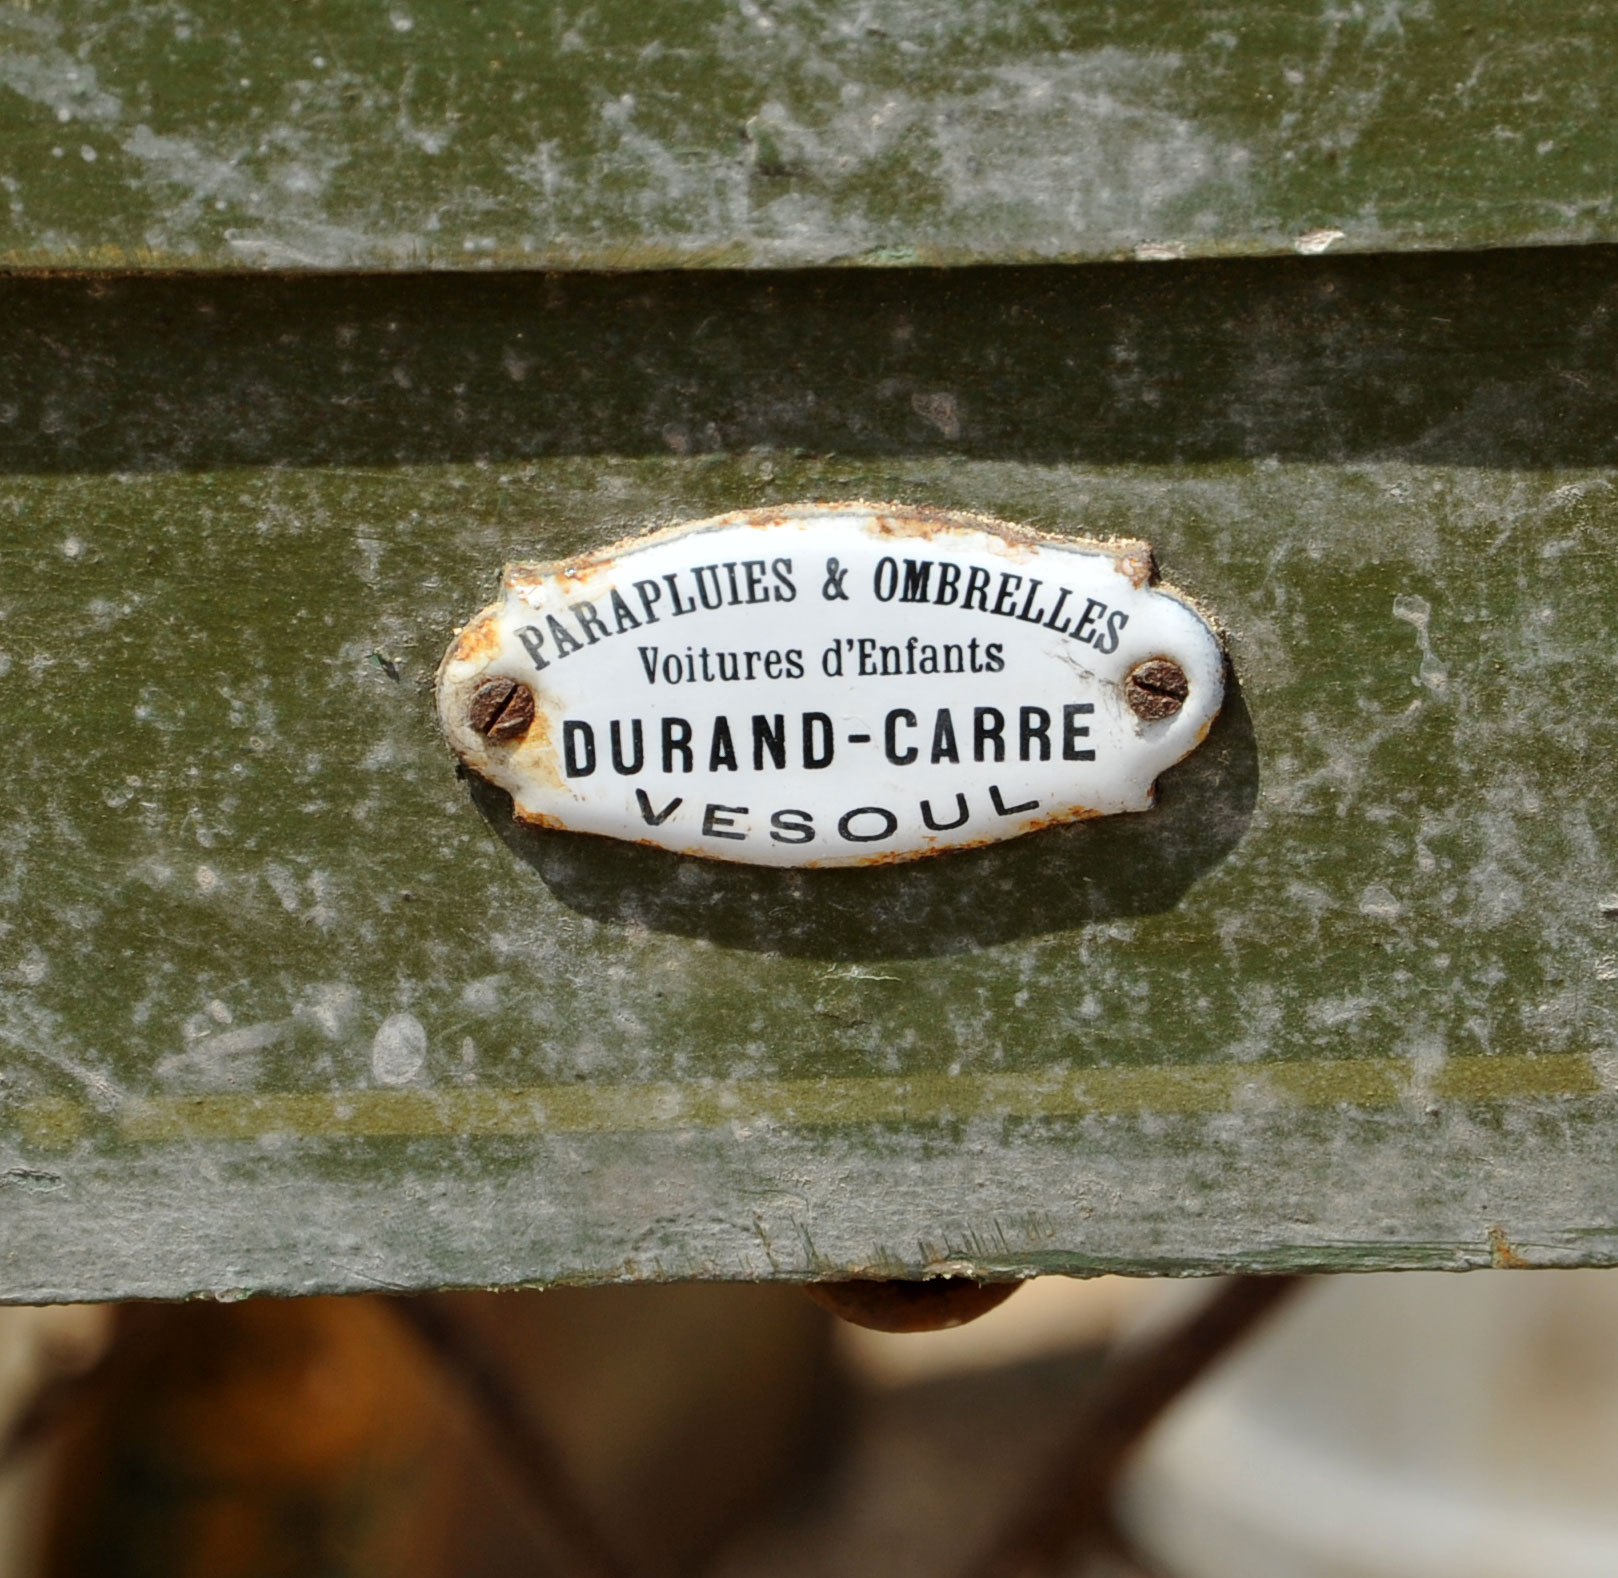 PARAPLUIES & OMBRELLES
Voitures d'Enfants
DURAND-CARRE
VESOUL